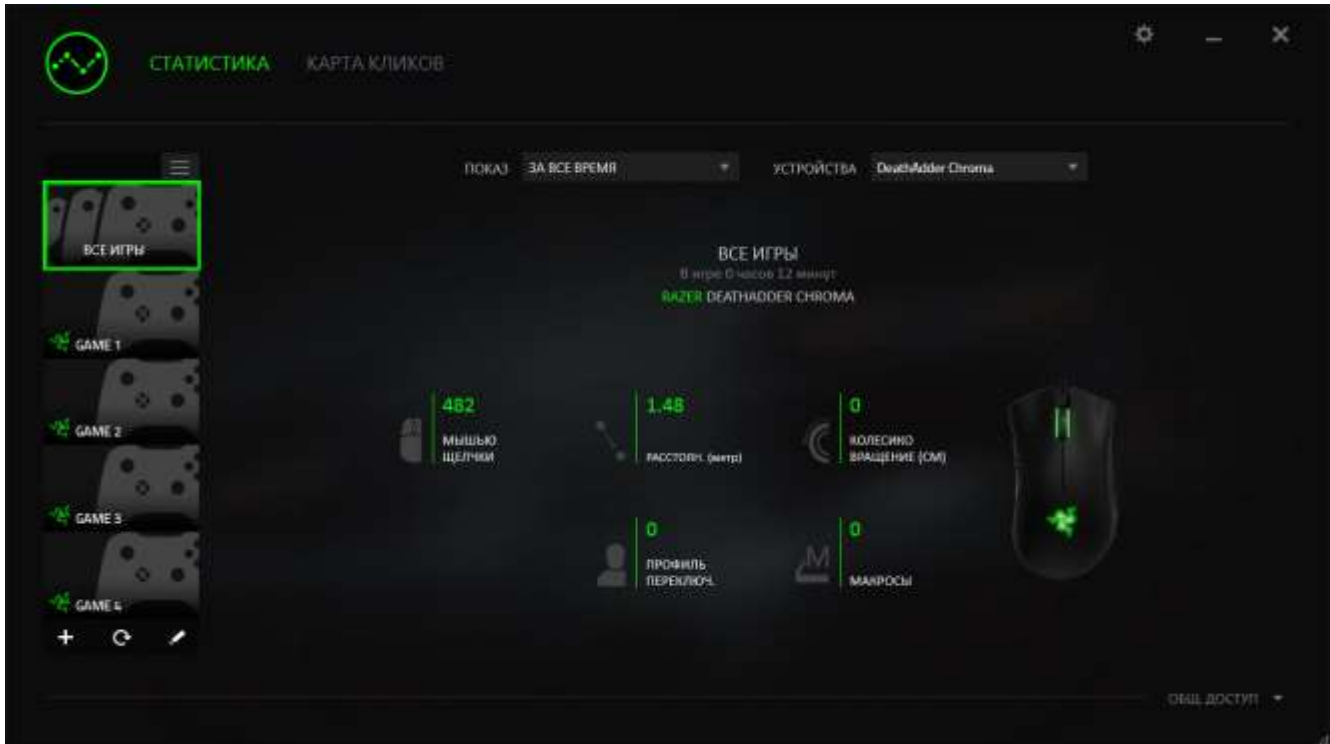 СТАТИСТИКА КАРТА КЛИКОВ
ПОКАЗ ЗА ВСЕ ВРЕМЯ УСТРОЙСТВА DeathAdder Chroma
ВСЕ ИГРЫ
GAME 1
GAME 2
GAME 3
GAME 4
ВСЕ ИГРЫ
В игре 0 часов 12 минут
RAZER DEATHADDER CHROMA
482
МЫШЬЮ
ЩЕЛЧКИ
1.48
РАССТОЯН. (метр)
0
КОЛЕСИКО
ВРАЩЕНИЕ (СМ)
0
ПРОФИЛЬ
ПЕРЕКЛЮЧ.
0
МАКРОСЫ
ОБЩ. ДОСТУП